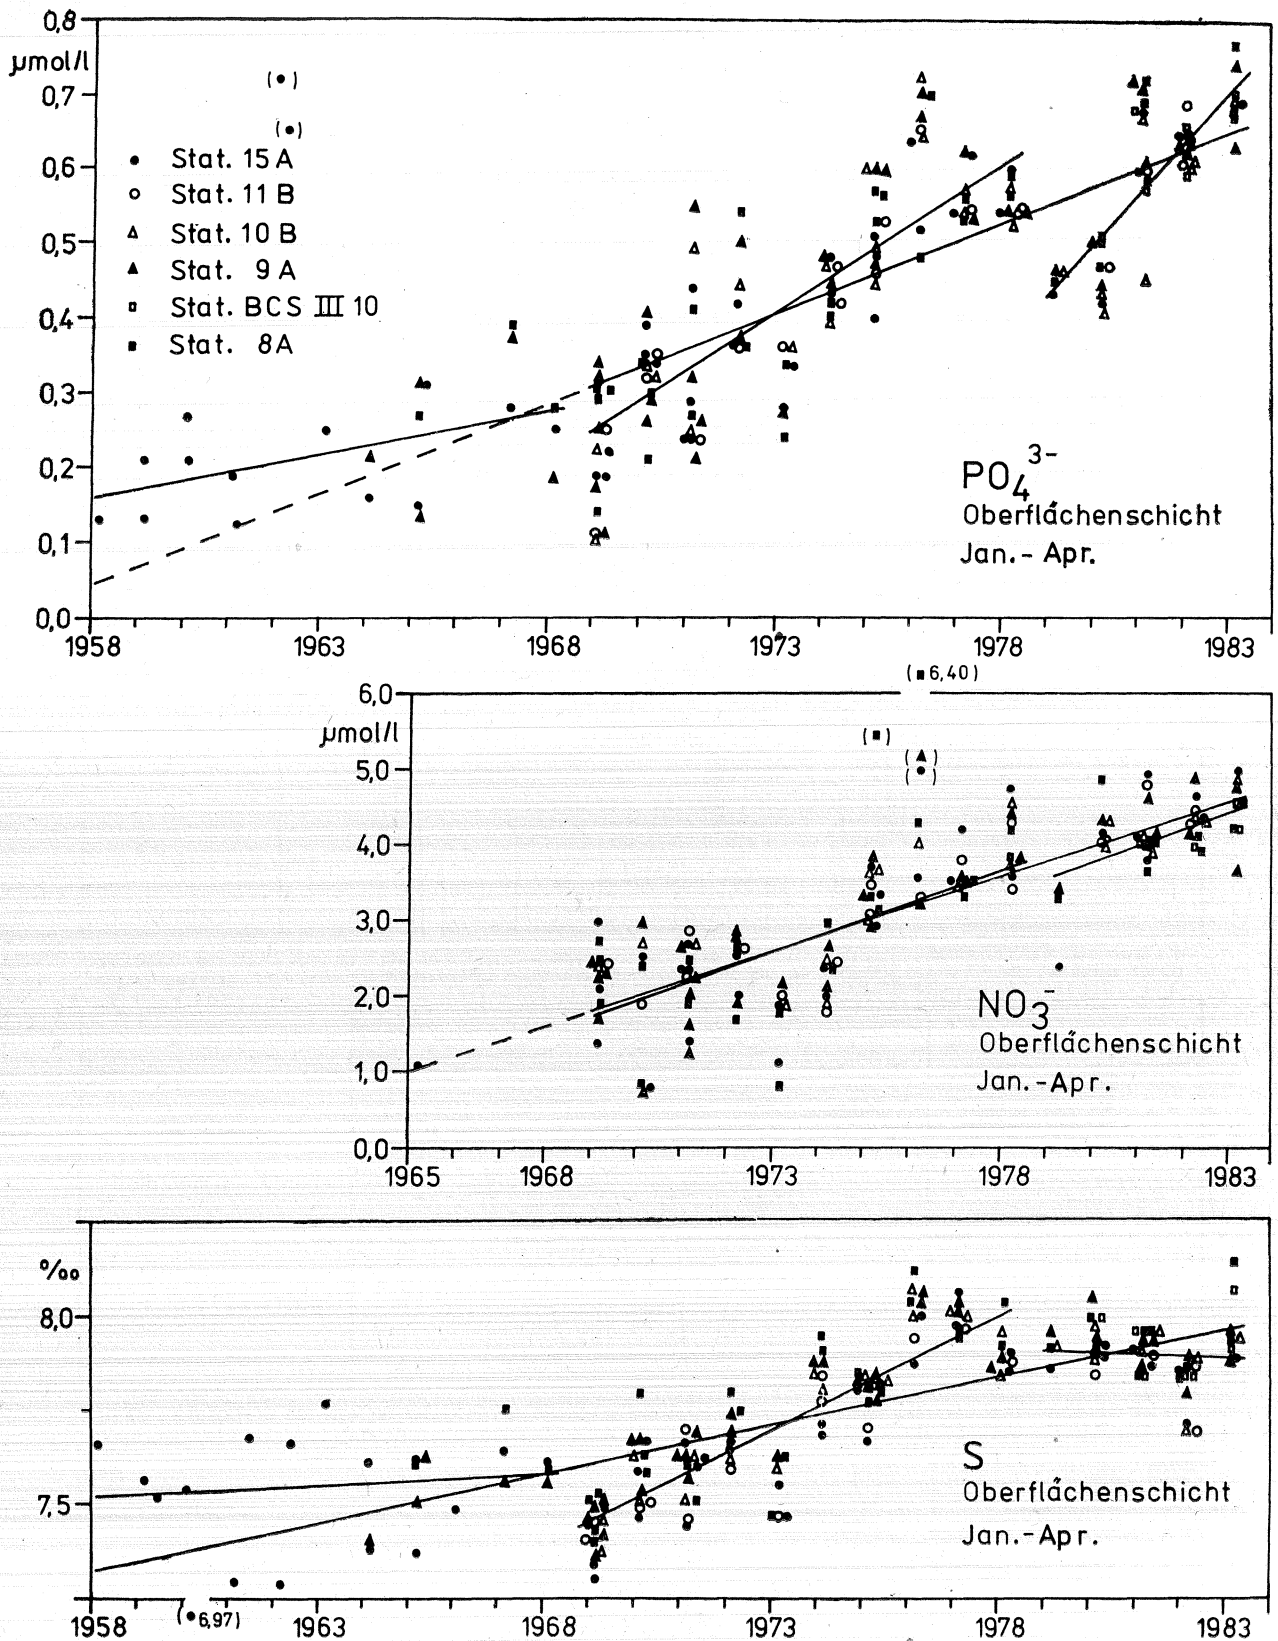 0,8
µmol/l
0,7
0,6
0,5
0,4
0,3
0,2
0,1
0,0
( )
( )
Stat. 15 A
Stat. 11 B
Stat. 10 B
Stat. 9 A
Stat. BCS III 10
Stat. 8 A
PO₄³⁻
Oberflächenschicht
Jan. - Apr.
1958 1963 1968 1973 1978 1983
( 6,40)
6,0
µmol/l
5,0
4,0
3,0
2,0
1,0
0,0
( )
( )
( )
NO₃⁻
Oberflächenschicht
Jan. - Apr.
1965 1968 1973 1978 1983
‰
8,0
7,5
S
Oberflächenschicht
Jan. - Apr.
( 6,97)
1958 1963 1968 1973 1978 1983